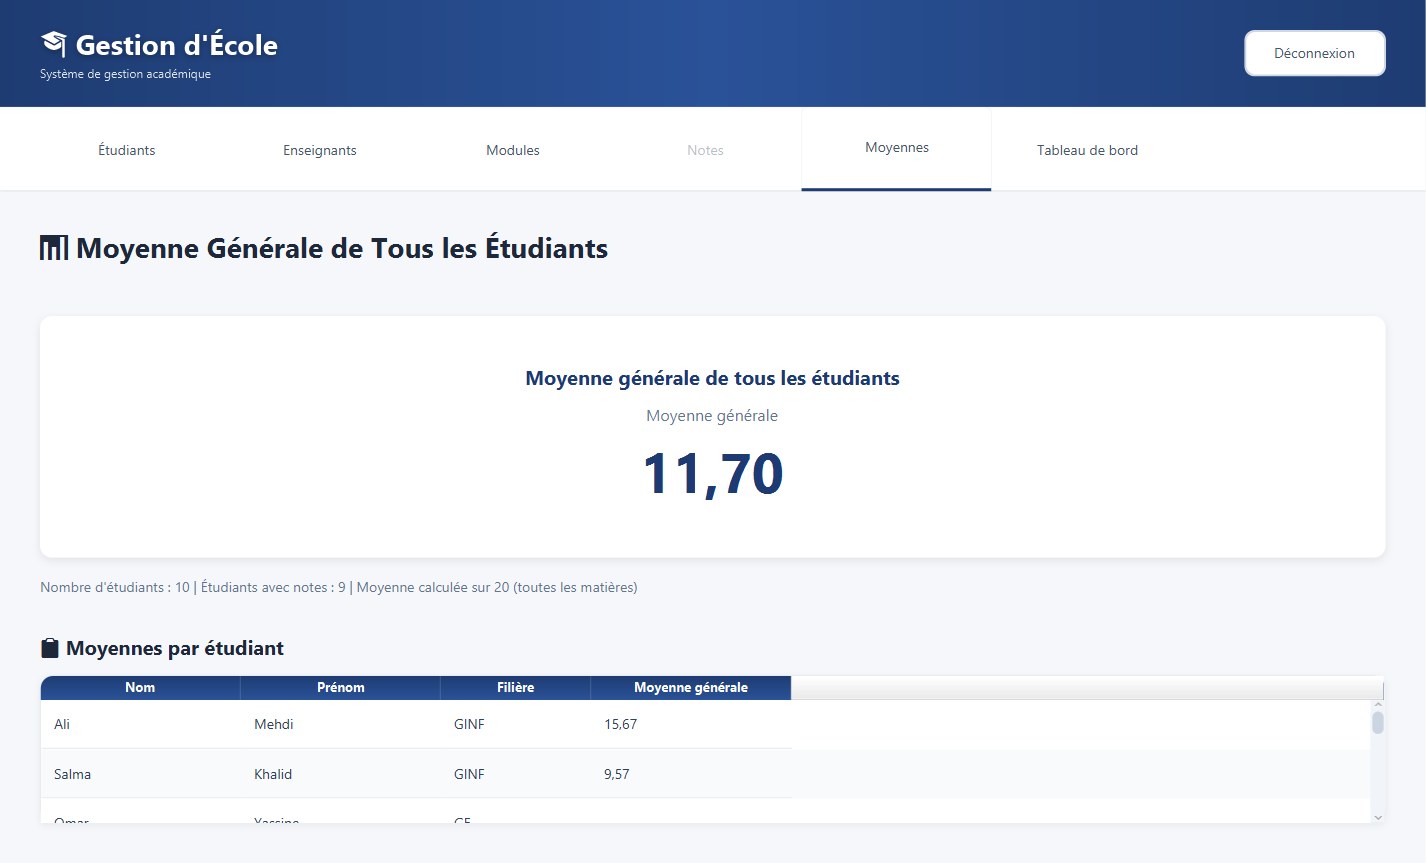 Gestion d'École
Système de gestion académique
Déconnexion
Étudiants Enseignants Modules Notes Moyennes Tableau de bord
Moyenne Générale de Tous les Étudiants
Moyenne générale de tous les étudiants
Moyenne générale
11,70
Nombre d'étudiants : 10 | Étudiants avec notes : 9 | Moyenne calculée sur 20 (toutes les matières)
Moyennes par étudiant
Nom Prénom Filière Moyenne générale
Ali Mehdi GINF 15,67
Salma Khalid GINF 9,57
Omar Yassine